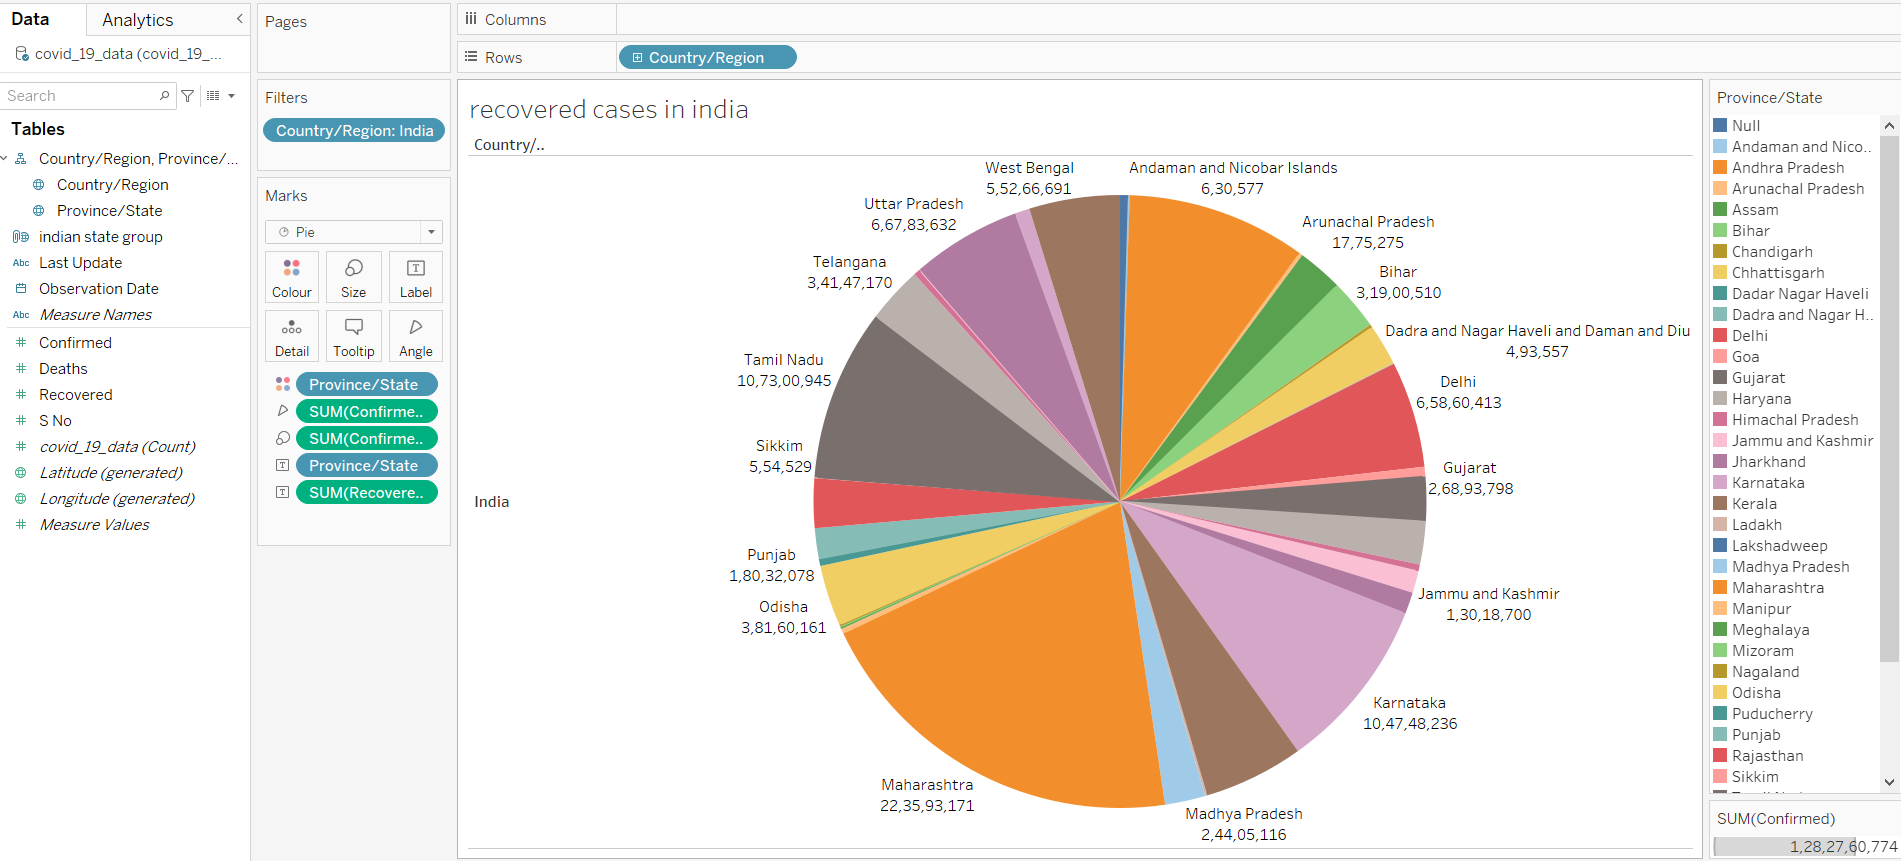 Data
Analytics
covid_19_data (covid_19_...
Search
Tables
Country/Region, Province/...
Country/Region
Province/State
indian state group
Abc Last Update
Observation Date
Abc Measure Names
Confirmed
Deaths
Recovered
S No
covid_19_data (Count)
Latitude (generated)
Longitude (generated)
Measure Values
Pages
Filters
Country/Region: India
Marks
Pie
Colour
Size
T
Label
Detail
Tooltip
Angle
Province/State
SUM(Confirme..
SUM(Confirme..
T Province/State
T SUM(Recovere..
Columns
Rows
Country/Region
recovered cases in india
Country/..
India
West Bengal
5,52,66,691
Andaman and Nicobar Islands
6,30,577
Uttar Pradesh
6,67,83,632
Arunachal Pradesh
17,75,275
Telangana
3,41,47,170
Bihar
3,19,00,510
Dadra and Nagar Haveli and Daman and Diu
4,93,557
Tamil Nadu
10,73,00,945
Delhi
6,58,60,413
Sikkim
5,54,529
Gujarat
2,68,93,798
Punjab
1,80,32,078
Jammu and Kashmir
1,30,18,700
Odisha
3,81,60,161
Karnataka
10,47,48,236
Maharashtra
22,35,93,171
Madhya Pradesh
2,44,05,116
Province/State
Null
Andaman and Nico..
Andhra Pradesh
Arunachal Pradesh
Assam
Bihar
Chandigarh
Chhattisgarh
Dadar Nagar Haveli
Dadra and Nagar H..
Delhi
Goa
Gujarat
Haryana
Himachal Pradesh
Jammu and Kashmir
Jharkhand
Karnataka
Kerala
Ladakh
Lakshadweep
Madhya Pradesh
Maharashtra
Manipur
Meghalaya
Mizoram
Nagaland
Odisha
Puducherry
Punjab
Rajasthan
Sikkim
SUM(Confirmed)
1,28,27,60,774